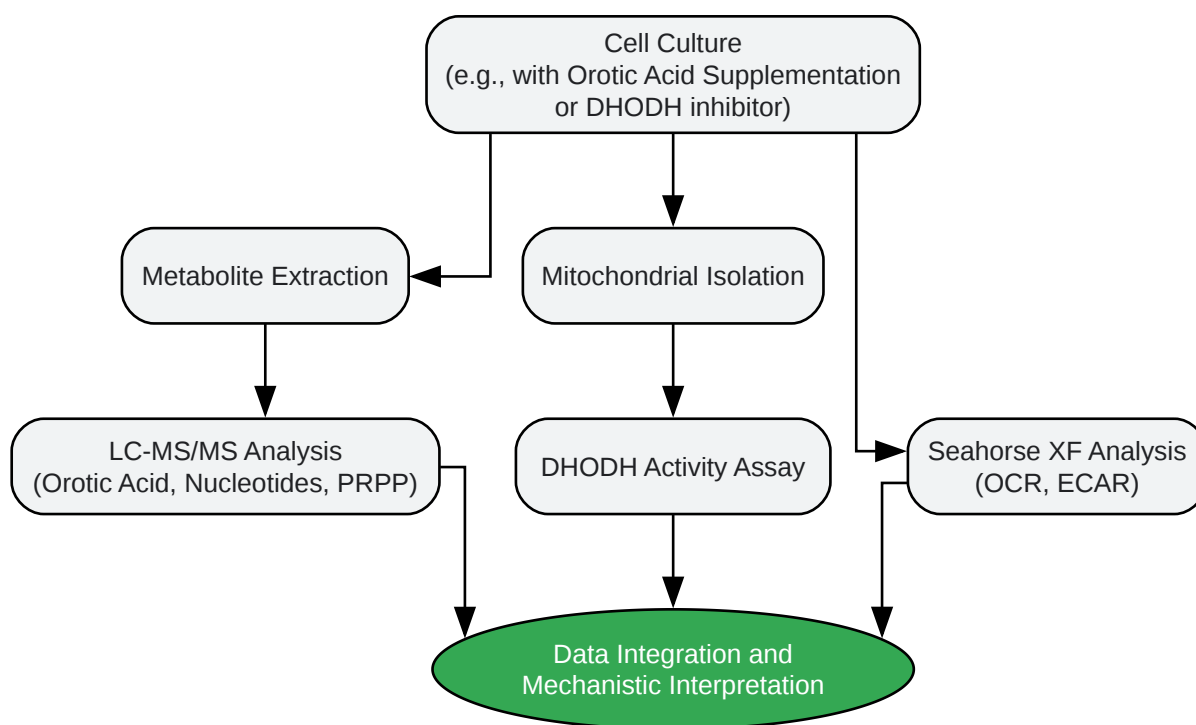 Cell Culture
(e.g., with Orotic Acid Supplementation
or DHODH inhibitor)
Metabolite Extraction
Mitochondrial Isolation
LC-MS/MS Analysis
(Orotic Acid, Nucleotides, PRPP)
DHODH Activity Assay
Seahorse XF Analysis
(OCR, ECAR)
Data Integration and
Mechanistic Interpretation